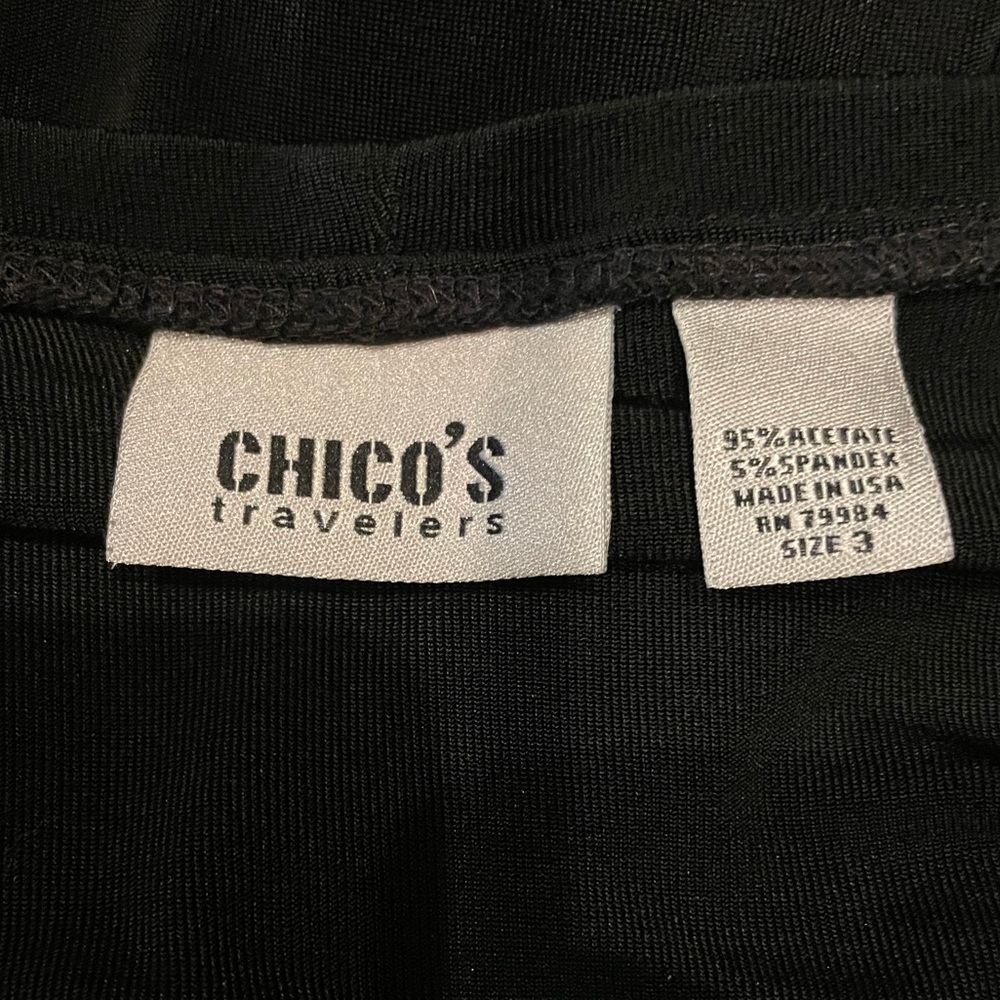 CHICO'S
travelers
95% ACETATE
5% SPANDEX
MADE IN USA
RN 79984
SIZE 3